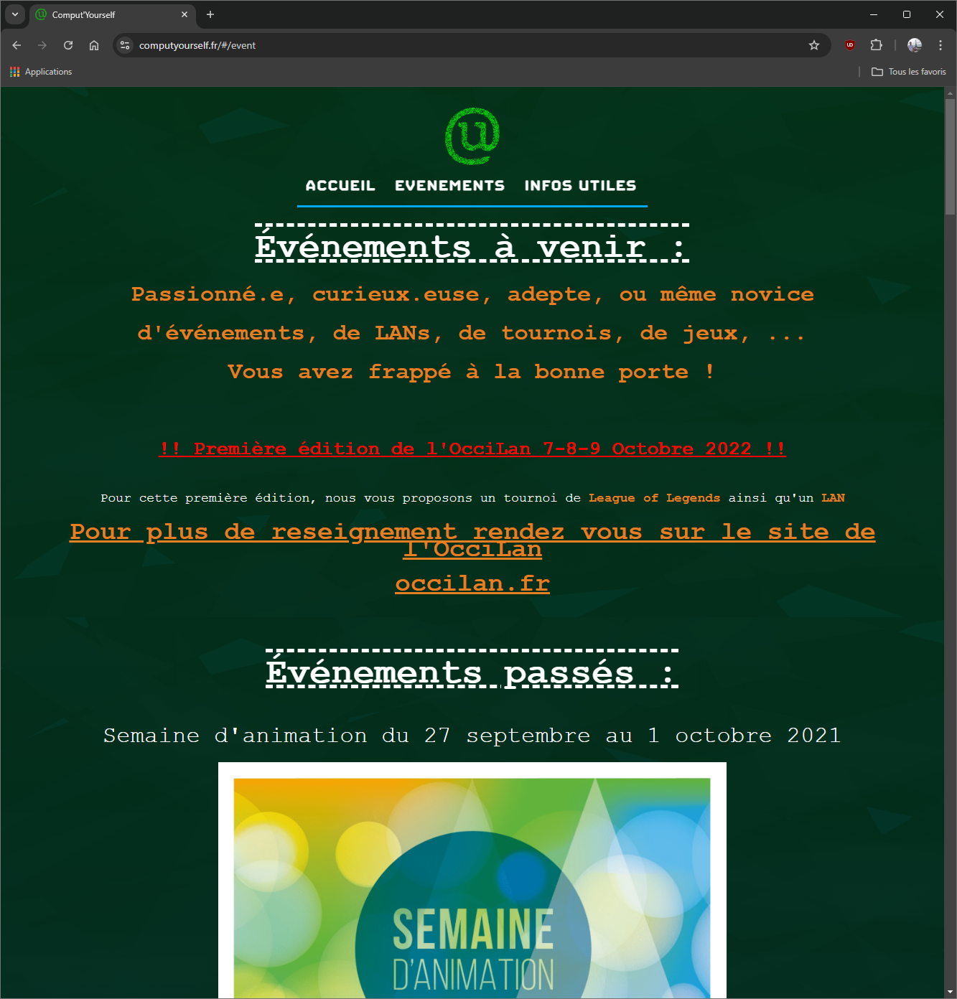 Comput'Yourself
computyourself.fr/#/event
Applications
Tous les favoris
@u
ACCUEIL EVENEMENTS INFOS UTILES
Événements à venir :
Passionné.e, curieux.euse, adepte, ou même novice
d'événements, de LANs, de tournois, de jeux, ...
Vous avez frappé à la bonne porte !
!! Première édition de l'OcciLan 7-8-9 Octobre 2022 !!
Pour cette première édition, nous vous proposons un tournoi de League of Legends ainsi qu'un LAN
Pour plus de reseignement rendez vous sur le site de
l'OcciLan
occilan.fr
Événements passés :
Semaine d'animation du 27 septembre au 1 octobre 2021
SEMAINE
D'ANIMATION